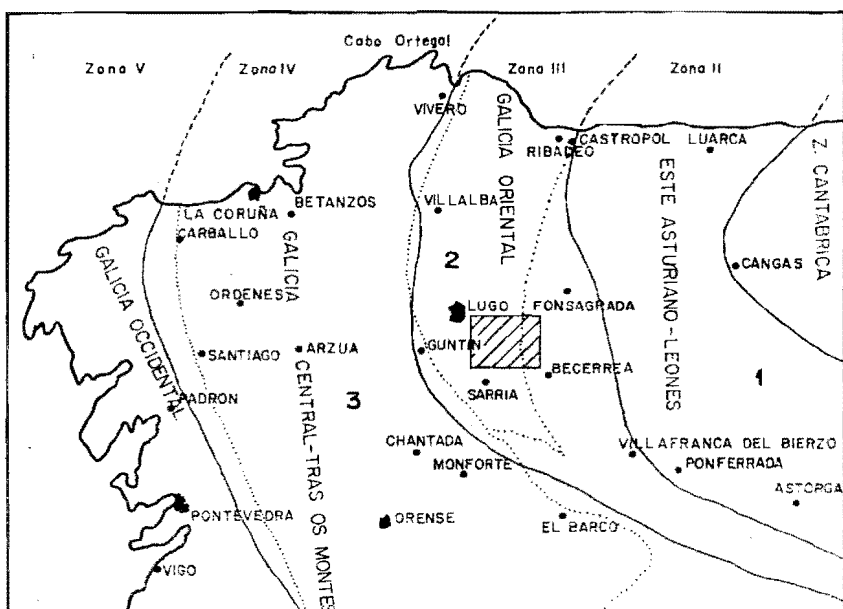 Cabo Ortegal
Zona V
Zona IV
Zona III
Zona II
VIVERO
GALICIA ORIENTAL
RIBADEO
CASTROPOL
LUARCA
Z. CANTABRICA
ESTE ASTURIANO-LEONES
VILLALBA
LA CORUÑA
BETANZOS
CARBALLO
GALICIA
2
CANGAS
ORDENES
LUGO
FONSAGRADA
GALICIA OCCIDENTAL
SANTIAGO
ARZUA
GUNTIN
BECERREA
SARRIA
1
PADRON
3
CENTRAL-TRAS OS MONTES
CHANTADA
MONFORTE
VILLAFRANCA DEL BIERZO
PONFERRADA
ASTORGA
PONTEVEDRA
ORENSE
EL BARCO
VIGO